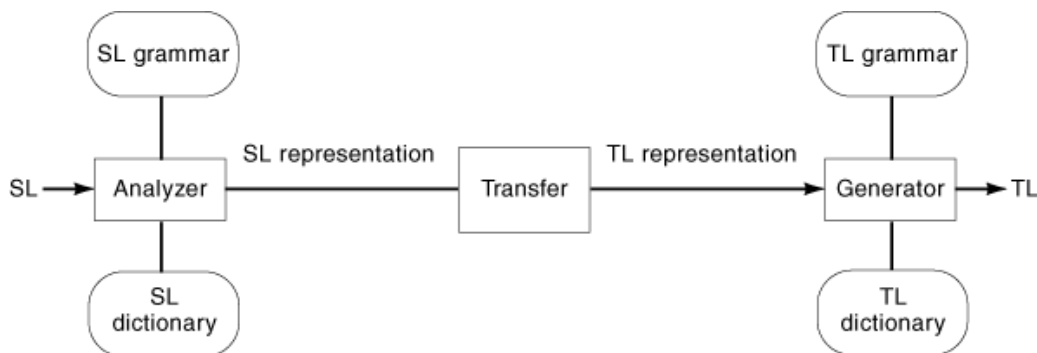 SL grammar
TL grammar
SL representation
TL representation
SL
Analyzer
Transfer
Generator
TL
SL
dictionary
TL
dictionary